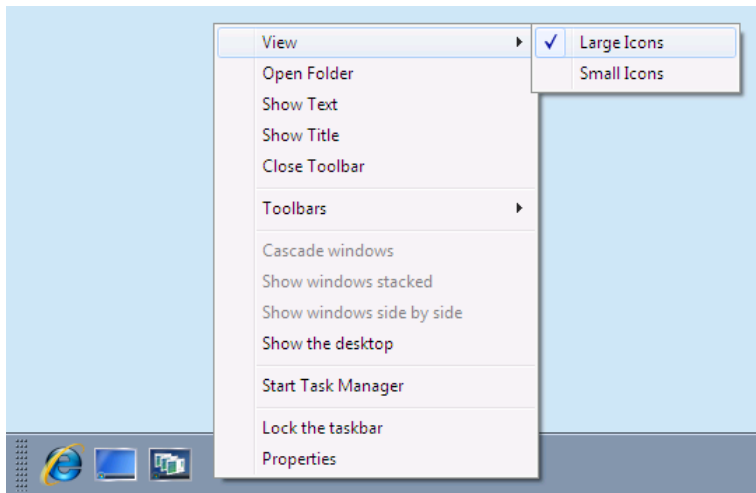 View
Large Icons
Small Icons
Open Folder
Show Text
Show Title
Close Toolbar
Toolbars
Cascade windows
Show windows stacked
Show windows side by side
Show the desktop
Start Task Manager
Lock the taskbar
Properties